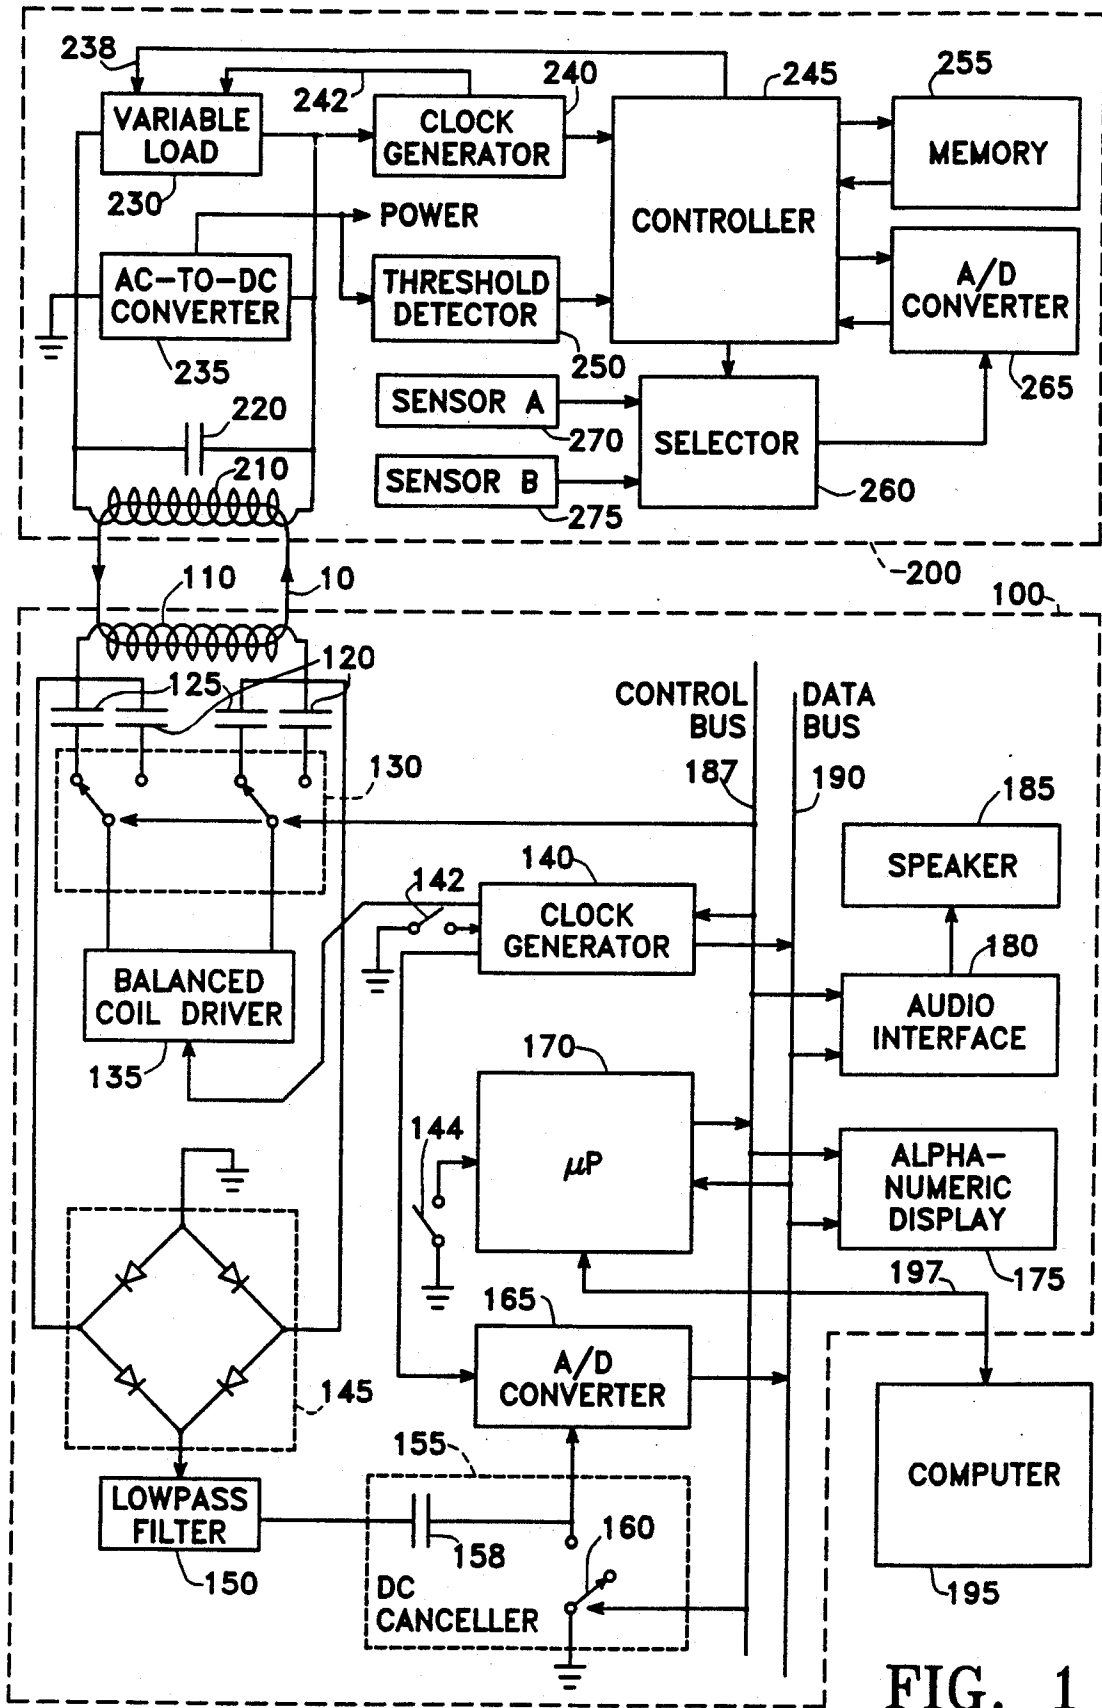 238
242
240
245
255
VARIABLE
LOAD
CLOCK
GENERATOR
MEMORY
230
POWER
CONTROLLER
AC-TO-DC
CONVERTER
THRESHOLD
DETECTOR
A/D
CONVERTER
235
250
265
220
SENSOR A
270
SELECTOR
210
SENSOR B
275
260
200
110
10
100
125
120
CONTROL
BUS
DATA
BUS
130
187
190
185
SPEAKER
140
142
CLOCK
GENERATOR
180
BALANCED
COIL DRIVER
AUDIO
INTERFACE
135
170
144
μP
ALPHA-
NUMERIC
DISPLAY
197
175
165
A/D
CONVERTER
145
155
COMPUTER
LOWPASS
FILTER
158
160
150
DC
CANCELLER
195
FIG. 1